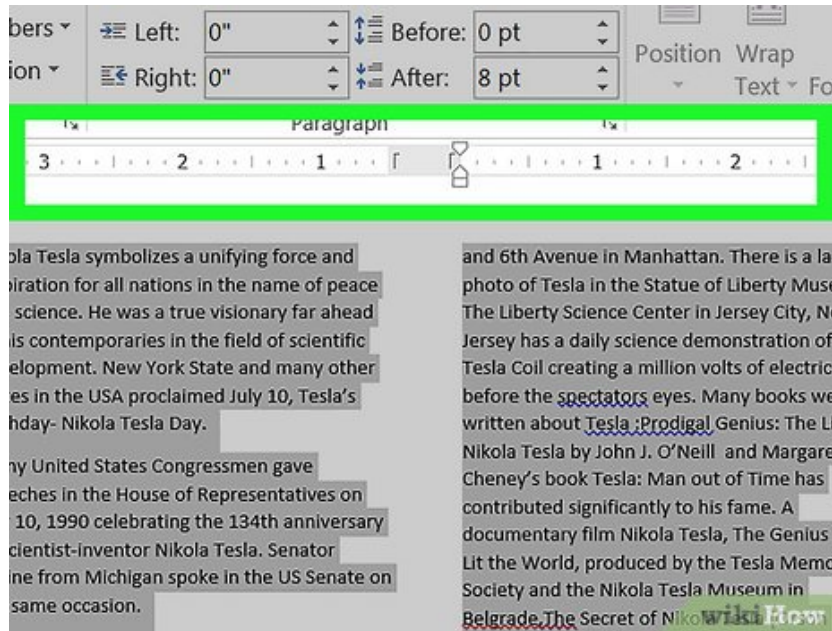 bers Left: 0" Before: 0 pt
ion Right: 0" After: 8 pt
Position Wrap
Text Fo
Paragraph
3 2 1 1 2
ola Tesla symbolizes a unifying force and
piration for all nations in the name of peace
science. He was a true visionary far ahead
is contemporaries in the field of scientific
elopment. New York State and many other
es in the USA proclaimed July 10, Tesla's
hday- Nikola Tesla Day.
ny United States Congressmen gave
eches in the House of Representatives on
10, 1990 celebrating the 134th anniversary
cientist-inventor Nikola Tesla. Senator
ine from Michigan spoke in the US Senate on
same occasion.
and 6th Avenue in Manhattan. There is a la
photo of Tesla in the Statue of Liberty Muse
The Liberty Science Center in Jersey City, N
Jersey has a daily science demonstration of
Tesla Coil creating a million volts of electric
before the spectators eyes. Many books we
written about Tesla :Prodigal Genius: The Li
Nikola Tesla by John J. O'Neill and Margare
Cheney's book Tesla: Man out of Time has
contributed significantly to his fame. A
documentary film Nikola Tesla, The Genius
Lit the World, produced by the Tesla Memo
Society and the Nikola Tesla Museum in
Belgrade,The Secret of Nikola Tesla
wikiHow